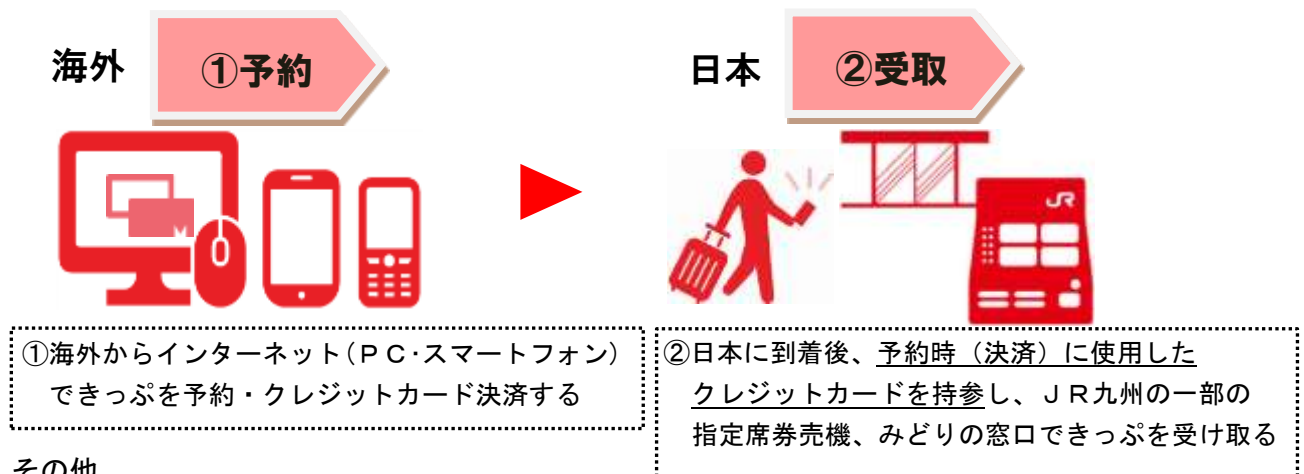 海外
①予約
日本
②受取
M
JR
①海外からインターネット(PC・スマートフォン)
できっぷを予約・クレジットカード決済する
②日本に到着後、予約時(決済)に使用した
クレジットカードを持参し、JR九州の一部の
指定席券売機、みどりの窓口できっぷを受け取る
その他